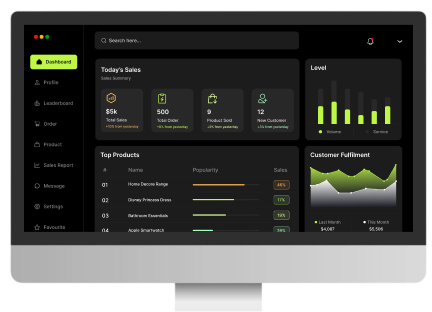 Search here...
Dashboard
Profile
Leaderboard
Order
Product
Sales Report
Message
Settings
Favourite
Today's Sales
Sales Summary
$5k
Total Sales
+10% from yesterday
500
Total Order
+8% from yesterday
9
Product Sold
+2% from yesterday
12
New Customer
+3% from yesterday
Level
Volume
Service
Top Products
# Name Popularity Sales
01 Home Decore Range 46%
02 Disney Princess Dress 17%
03 Bathroom Essentials 19%
04 Apple Smartwatch 29%
Customer Fulfilment
Last Month
$4,087
This Month
$5,506